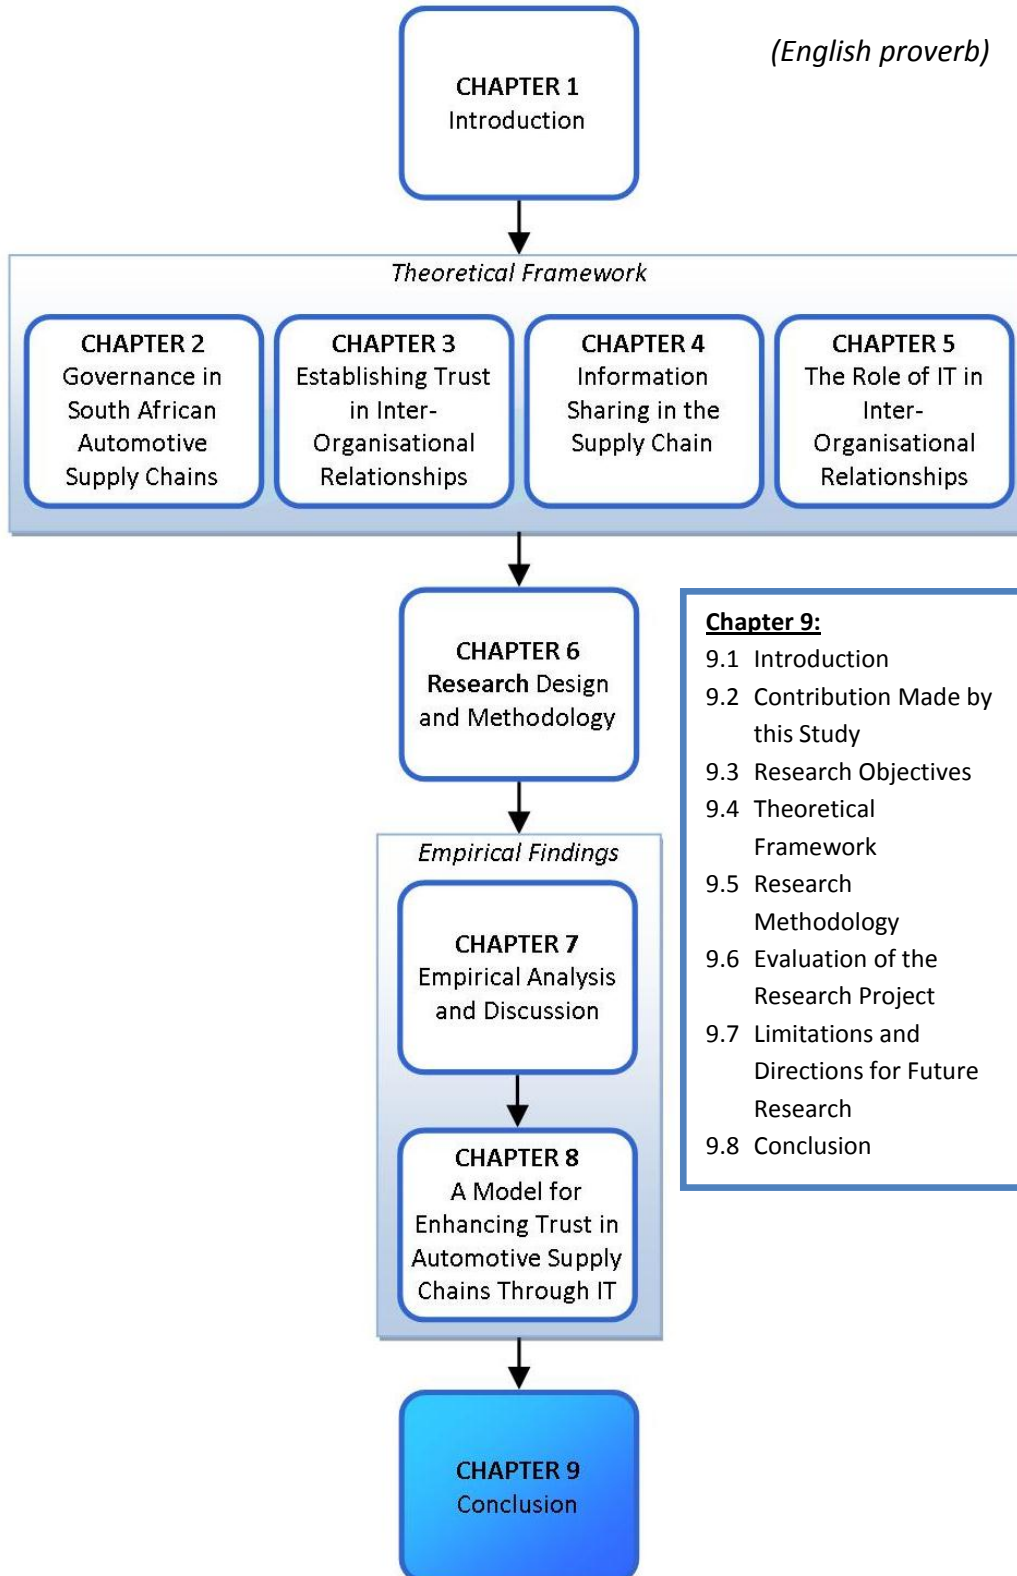 (English proverb)
CHAPTER 1
Introduction
Theoretical Framework
CHAPTER 2
Governance in
South African
Automotive
Supply Chains
CHAPTER 3
Establishing Trust
in Inter-
Organisational
Relationships
CHAPTER 4
Information
Sharing in the
Supply Chain
CHAPTER 5
The Role of IT in
Inter-
Organisational
Relationships
CHAPTER 6
Research Design
and Methodology
Chapter 9:
9.1 Introduction
9.2 Contribution Made by
this Study
9.3 Research Objectives
9.4 Theoretical
Framework
9.5 Research
Methodology
9.6 Evaluation of the
Research Project
9.7 Limitations and
Directions for Future
Research
9.8 Conclusion
Empirical Findings
CHAPTER 7
Empirical Analysis
and Discussion
CHAPTER 8
A Model for
Enhancing Trust in
Automotive Supply
Chains Through IT
CHAPTER 9
Conclusion